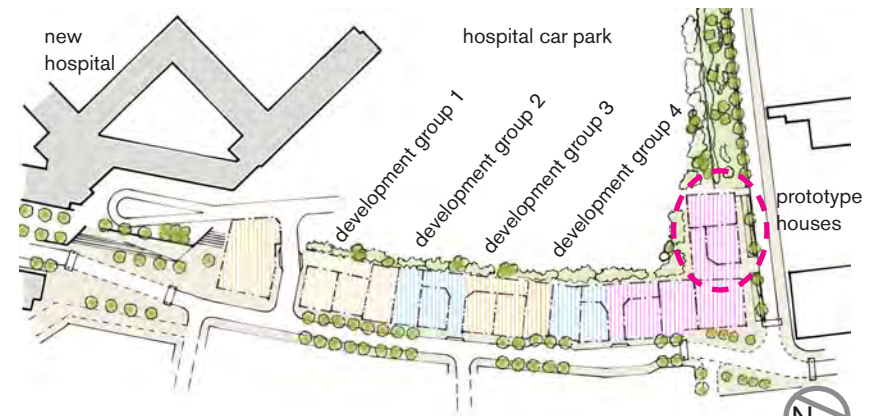 new
hospital
hospital car park
development group 1
development group 2
development group 3
development group 4
prototype
houses
N